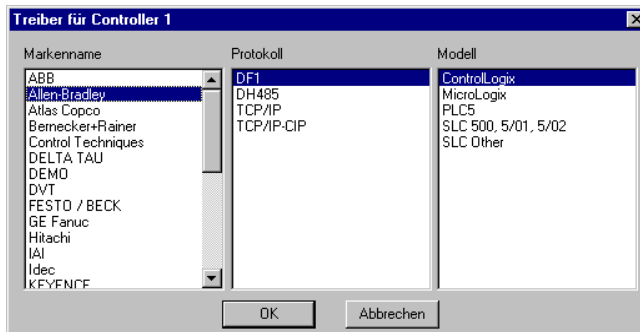 Treiber für Controller 1
Markenname
Protokoll
Modell
ABB
Allen-Bradley
Atlas Copco
Bernecker+Rainer
Control Techniques
DELTA TAU
DEMO
DVT
FESTO / BECK
GE Fanuc
Hitachi
IAI
Idec
KEYENCE
DF1
DH485
TCP/IP
TCP/IP-CIP
ControlLogix
MicroLogix
PLC5
SLC 500, 5/01, 5/02
SLC Other
OK
Abbrechen